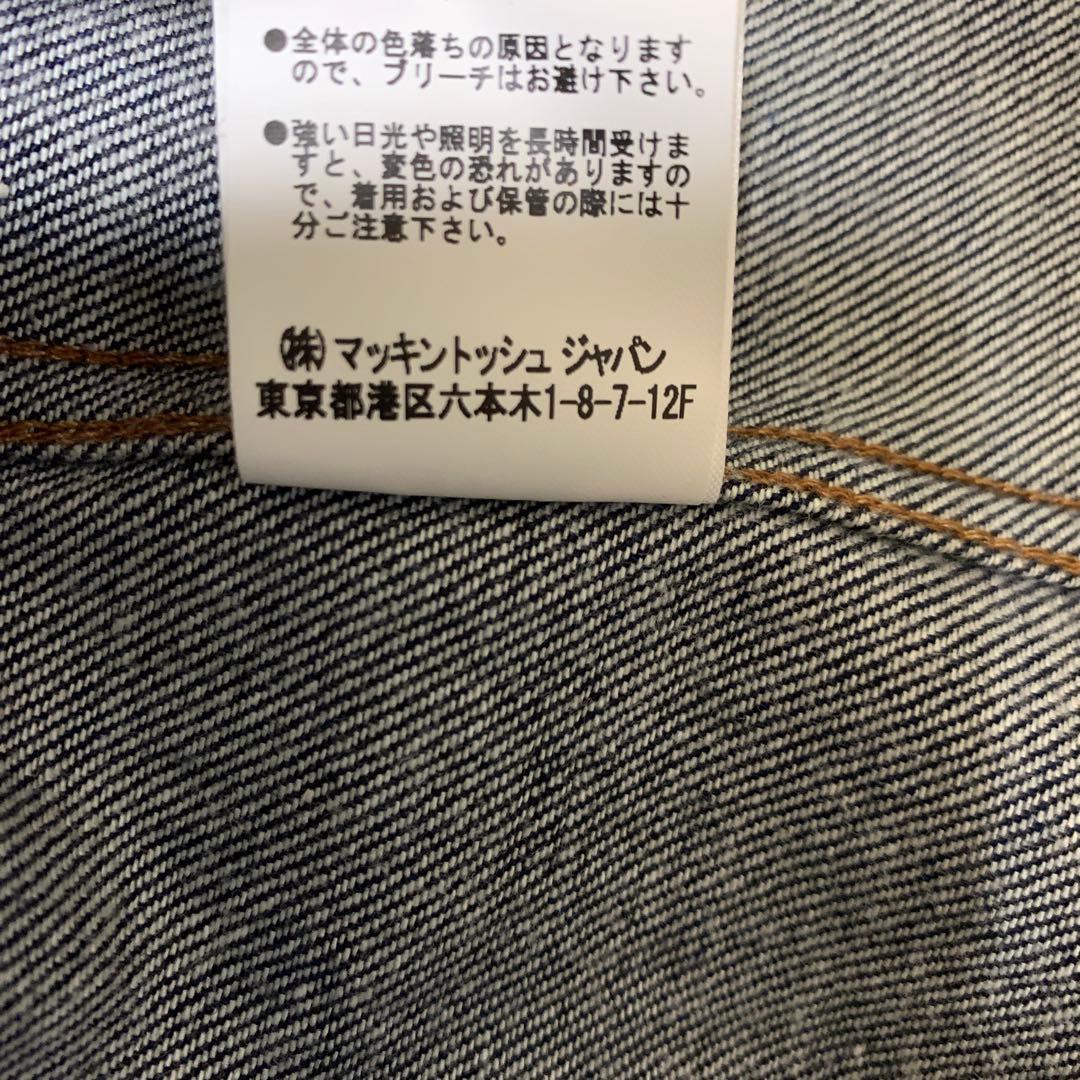 ●全体の色落ちの原因となります
ので、ブリーチはお避け下さい。
●強い日光や照明を長時間受けま
すと、変色の恐れがありますの
で、着用および保管の際には十
分ご注意下さい。
㈱マッキントッシュ ジャパン
東京都港区六本木1-8-7-12F